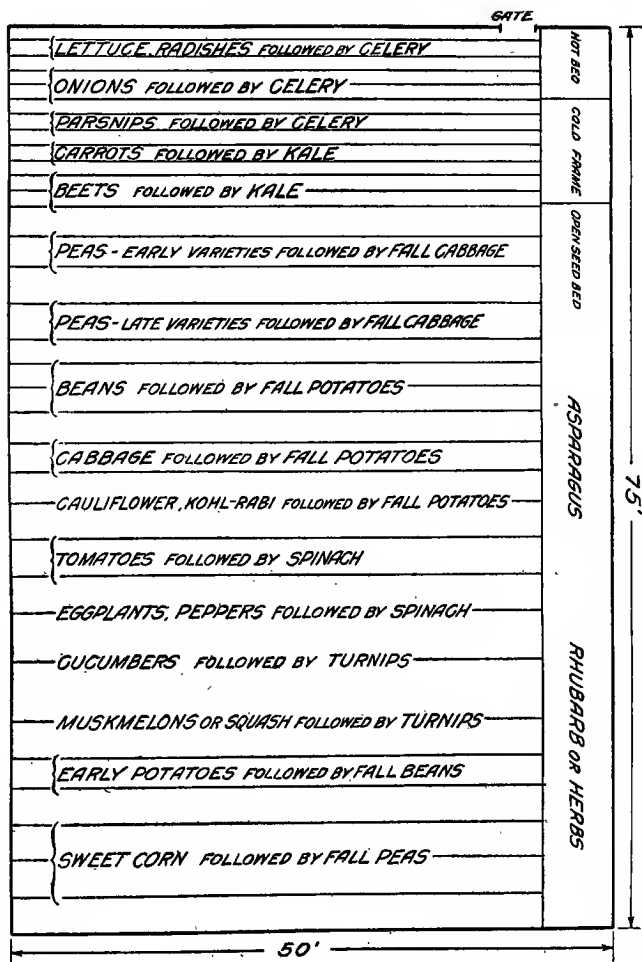 GATE
LETTUCE, RADISHES FOLLOWED BY CELERY
ONIONS FOLLOWED BY CELERY
PARSNIPS FOLLOWED BY CELERY
CARROTS FOLLOWED BY KALE
BEETS FOLLOWED BY KALE
PEAS - EARLY VARIETIES FOLLOWED BY FALL CABBAGE
PEAS - LATE VARIETIES FOLLOWED BY FALL CABBAGE
BEANS FOLLOWED BY FALL POTATOES
CABBAGE FOLLOWED BY FALL POTATOES
CAULIFLOWER, KOHL-RABI FOLLOWED BY FALL POTATOES
TOMATOES FOLLOWED BY SPINACH
EGGPLANTS, PEPPERS FOLLOWED BY SPINACH
CUCUMBERS FOLLOWED BY TURNIPS
MUSKMELONS OR SQUASH FOLLOWED BY TURNIPS
EARLY POTATOES FOLLOWED BY FALL BEANS
SWEET CORN FOLLOWED BY FALL PEAS
HOT BED
COLD FRAME
OPEN SEED BED
ASPARAGUS
RHUBARB OR HERBS
75'
50'